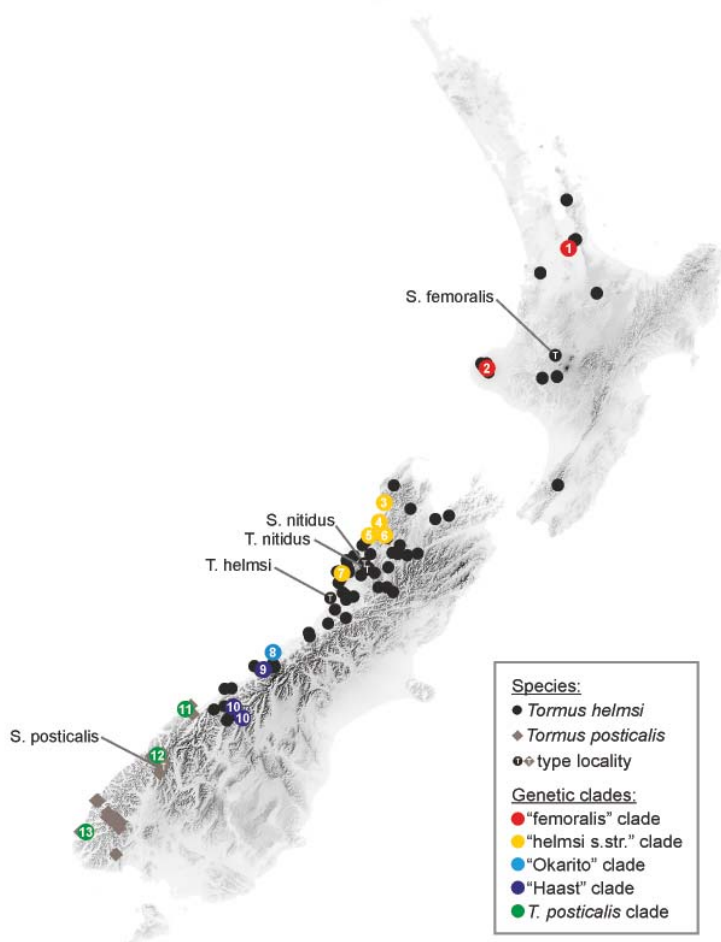 1
S. femoralis
T
2
3
4
S. nitidus
5 6
T. nitidus
T
T. helmsi
7
T
8
9
10
11
10
S. posticalis
12
13
Species:
Tormus helmsi
Tormus posticalis
T T type locality
Genetic clades:
"femoralis" clade
"helmsi s.str." clade
"Okarito" clade
"Haast" clade
T. posticalis clade